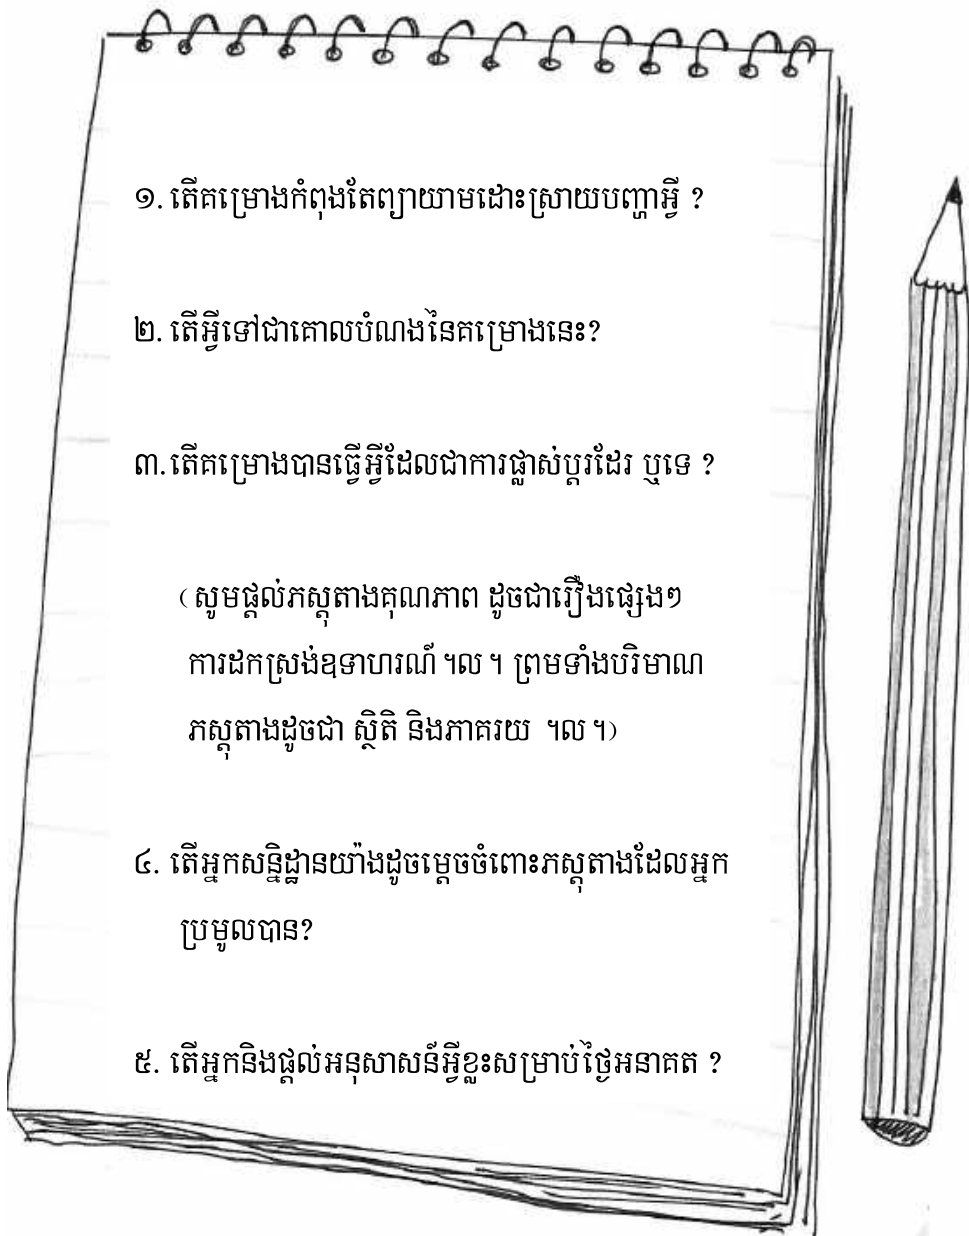 ១. តើគម្រោងកំពុងតែព្យាយាមដោះស្រាយបញ្ហាអ្វី ?
២. តើអ្វីទៅជាគោលបំណងនៃគម្រោងនេះ?
៣. តើគម្រោងបានធ្វើអ្វីដែលជាការផ្លាស់ប្តូរដែរ ឬទេ ?
( សូមផ្តល់ភស្តុតាងគុណភាព ដូចជារឿងផ្សេងៗ
ការដកស្រង់ឧទាហរណ៍ ។ល។ ព្រមទាំងបរិមាណ
ភស្តុតាងដូចជា ស្ថិតិ និងភាគរយ ។ល។)
៤. តើអ្នកសន្និដ្ឋានយ៉ាងដូចម្តេចចំពោះភស្តុតាងដែលអ្នក
ប្រមូលបាន?
៥. តើអ្នកនិងផ្តល់អនុសាសន៍អ្វីខ្លះសម្រាប់ថ្ងៃអនាគត ?